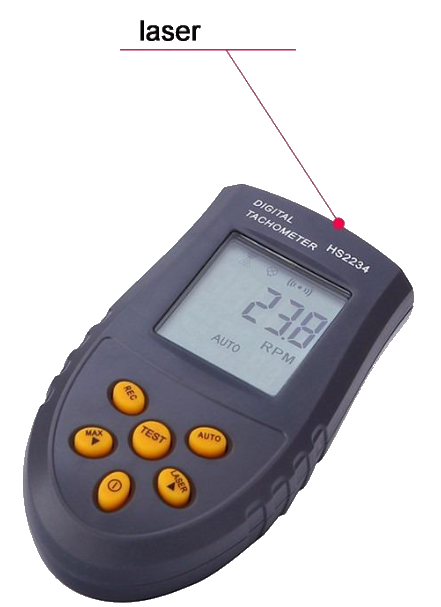 laser
DIGITAL
TACHOMETER HS2234
23.8
AUTO RPM
REC
MAX
TEST
AUTO
LASER